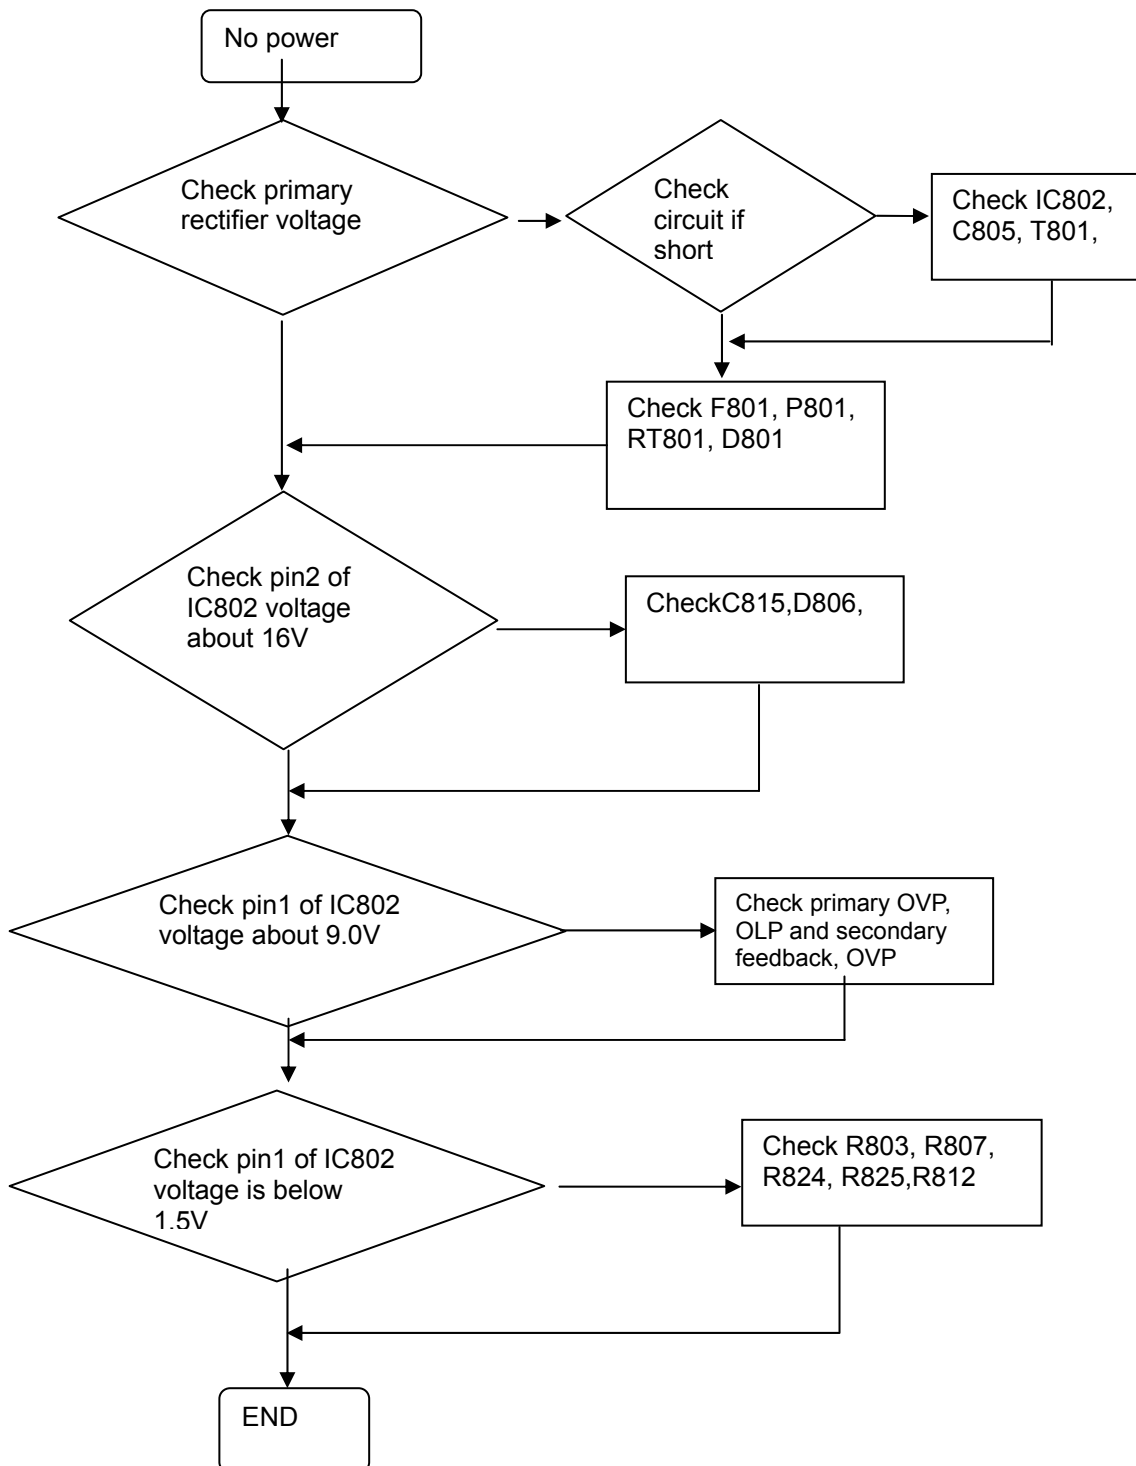 No power
Check primary
rectifier voltage
Check
circuit if
short
Check IC802,
C805, T801,
Check F801, P801,
RT801, D801
Check pin2 of
IC802 voltage
about 16V
CheckC815,D806,
Check pin1 of IC802
voltage about 9.0V
Check primary OVP,
OLP and secondary
feedback, OVP
Check pin1 of IC802
voltage is below
1.5V
Check R803, R807,
R824, R825,R812
END